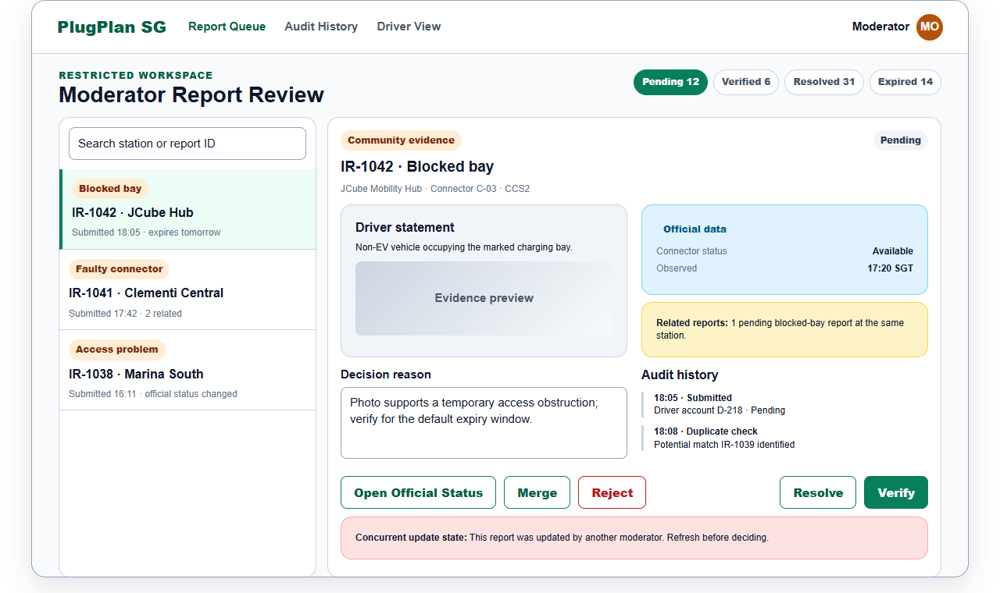 PlugPlan SG
Report Queue
Audit History
Driver View
Moderator
MO
RESTRICTED WORKSPACE
Moderator Report Review
Pending 12
Verified 6
Resolved 31
Expired 14
Search station or report ID
Blocked bay
IR-1042 · JCube Hub
Submitted 18:05 · expires tomorrow
Faulty connector
IR-1041 · Clementi Central
Submitted 17:42 · 2 related
Access problem
IR-1038 · Marina South
Submitted 16:11 · official status changed
Community evidence
Pending
IR-1042 · Blocked bay
JCube Mobility Hub · Connector C-03 · CCS2
Driver statement
Non-EV vehicle occupying the marked charging bay.
Evidence preview
Official data
Connector status
Available
Observed
17:20 SGT
Related reports: 1 pending blocked-bay report at the same
station.
Decision reason
Photo supports a temporary access obstruction;
verify for the default expiry window.
Audit history
18:05 · Submitted
Driver account D-218 · Pending
18:08 · Duplicate check
Potential match IR-1039 identified
Open Official Status
Merge
Reject
Resolve
Verify
Concurrent update state: This report was updated by another moderator. Refresh before deciding.